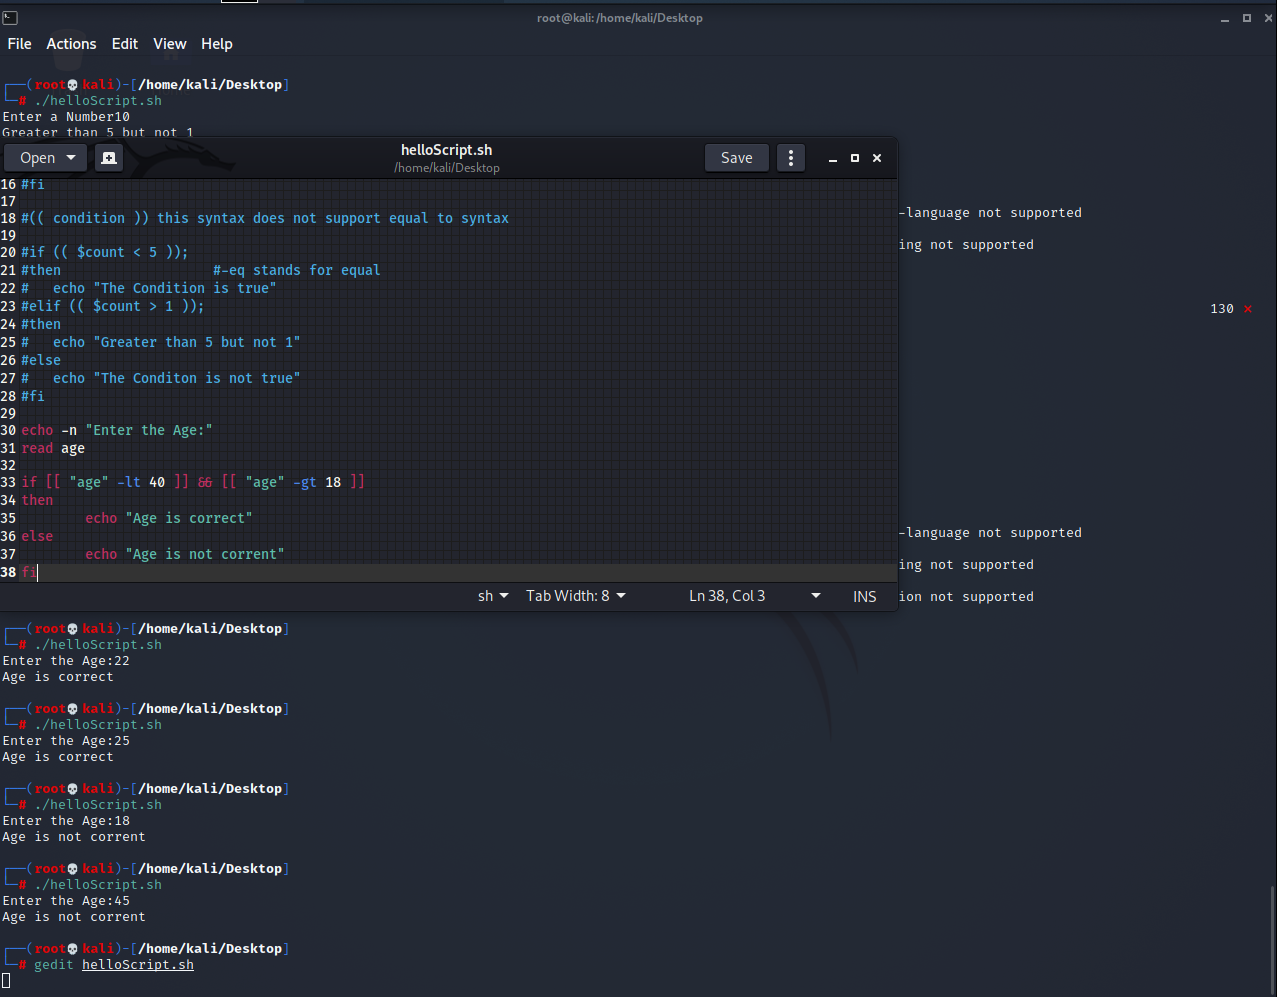 root@kali: /home/kali/Desktop
File Actions Edit View Help
┌──(root💀kali)-[/home/kali/Desktop]
└─# ./helloScript.sh
Enter a Number10
Greater than 5 but not 1
Open
helloScript.sh
/home/kali/Desktop
Save
16 #fi
17
18 #(( condition )) this syntax does not support equal to syntax
19
20 #if (( $count < 5 ));
21 #then                   #-eq stands for equal
22 #   echo "The Condition is true"
23 #elif (( $count > 1 ));
24 #then
25 #   echo "Greater than 5 but not 1"
26 #else
27 #   echo "The Conditon is not true"
28 #fi
29
30 echo -n "Enter the Age:"
31 read age
32
33 if [[ "age" -lt 40 ]] && [[ "age" -gt 18 ]]
34 then
35         echo "Age is correct"
36 else
37         echo "Age is not corrent"
38 fi
sh Tab Width: 8 Ln 38, Col 3 INS
-language not supported
ing not supported
130 ⨯
-language not supported
ing not supported
ion not supported
┌──(root💀kali)-[/home/kali/Desktop]
└─# ./helloScript.sh
Enter the Age:22
Age is correct
┌──(root💀kali)-[/home/kali/Desktop]
└─# ./helloScript.sh
Enter the Age:25
Age is correct
┌──(root💀kali)-[/home/kali/Desktop]
└─# ./helloScript.sh
Enter the Age:18
Age is not corrent
┌──(root💀kali)-[/home/kali/Desktop]
└─# ./helloScript.sh
Enter the Age:45
Age is not corrent
┌──(root💀kali)-[/home/kali/Desktop]
└─# gedit helloScript.sh